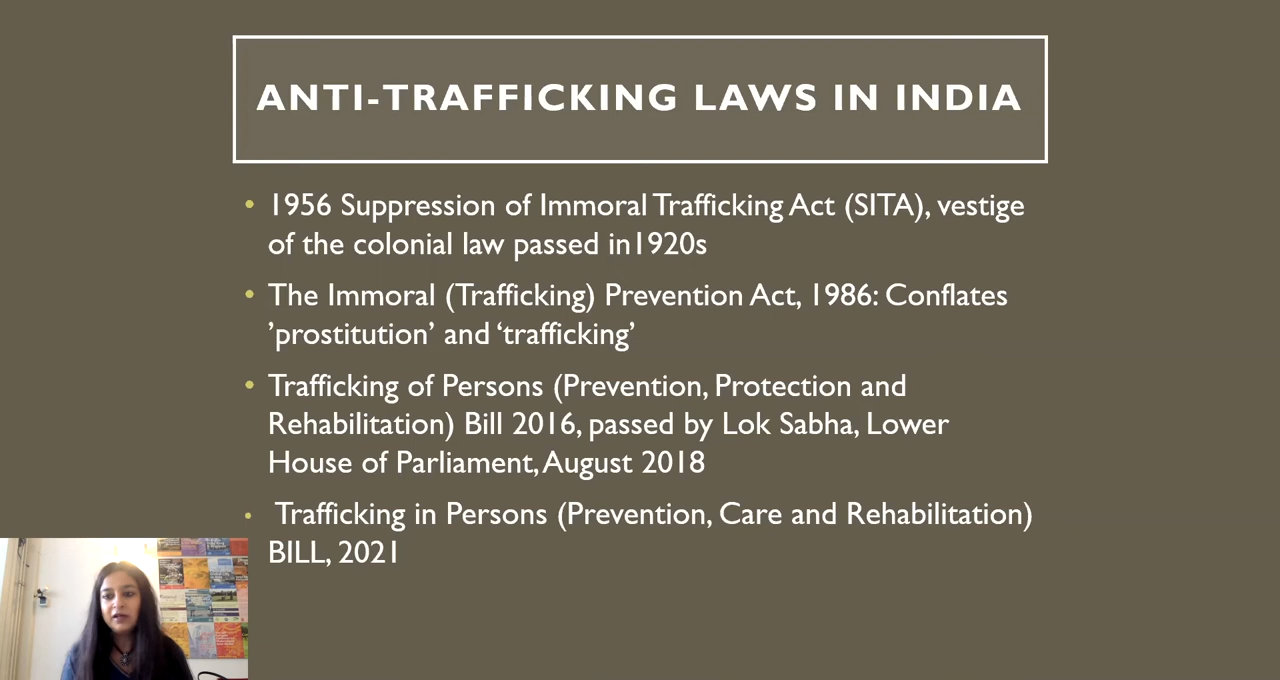 ANTI-TRAFFICKING LAWS IN INDIA
• 1956 Suppression of Immoral Trafficking Act (SITA), vestige
of the colonial law passed in1920s
• The Immoral (Trafficking) Prevention Act, 1986: Conflates
’prostitution’ and ‘trafficking’
• Trafficking of Persons (Prevention, Protection and
Rehabilitation) Bill 2016, passed by Lok Sabha, Lower
House of Parliament, August 2018
• Trafficking in Persons (Prevention, Care and Rehabilitation)
BILL, 2021